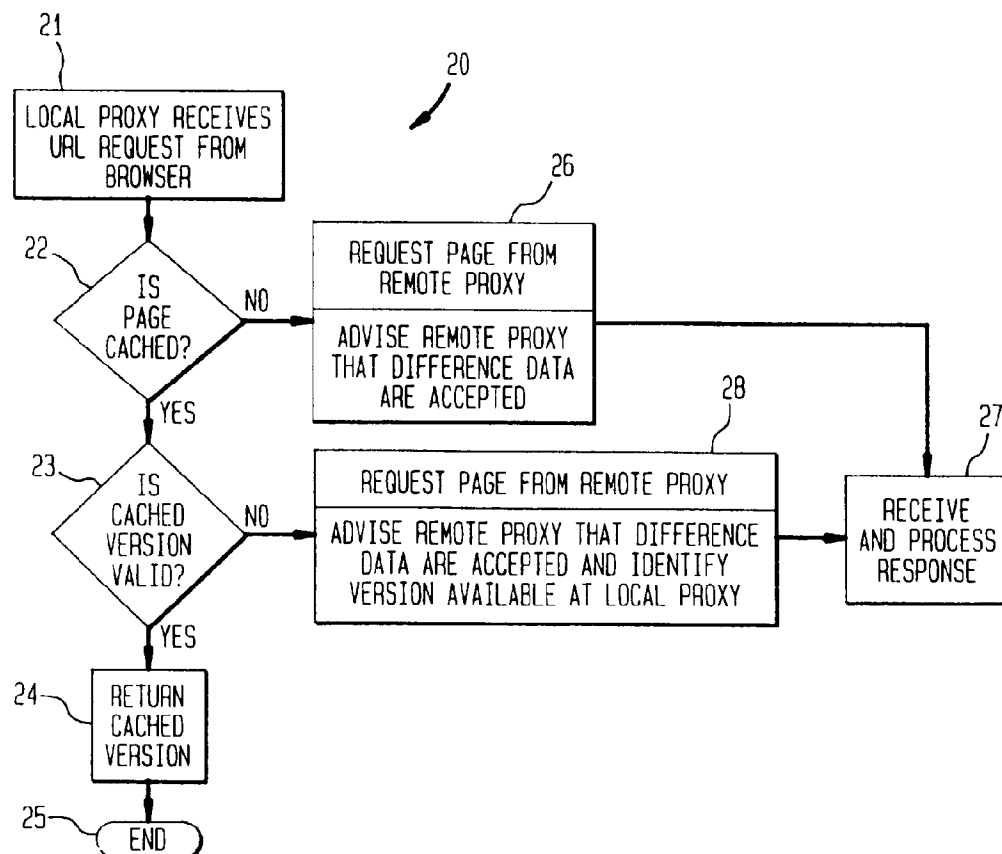 21
20
LOCAL PROXY RECEIVES
URL REQUEST FROM
BROWSER
26
22
IS
PAGE
CACHED?
NO
REQUEST PAGE FROM
REMOTE PROXY
ADVISE REMOTE PROXY
THAT DIFFERENCE DATA
ARE ACCEPTED
YES
28
27
23
IS
CACHED
VERSION
VALID?
NO
REQUEST PAGE FROM REMOTE PROXY
ADVISE REMOTE PROXY THAT DIFFERENCE
DATA ARE ACCEPTED AND IDENTIFY
VERSION AVAILABLE AT LOCAL PROXY
RECEIVE
AND PROCESS
RESPONSE
YES
24
RETURN
CACHED
VERSION
25
END